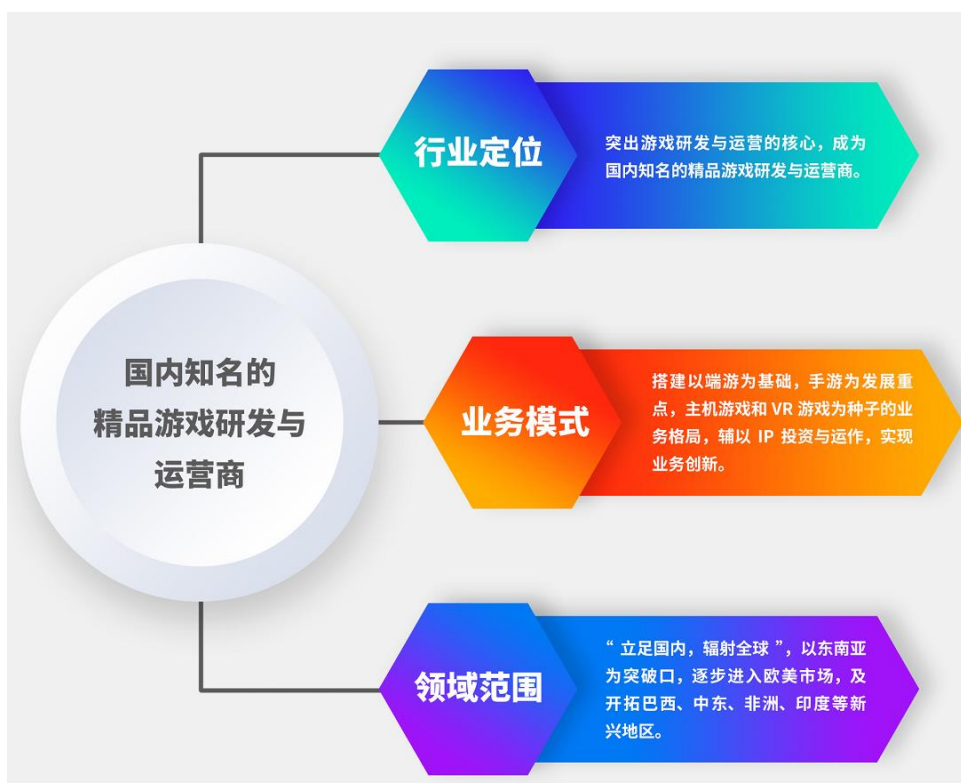 国内知名的
精品游戏研发与
运营商
行业定位
突出游戏研发与运营的核心，成为
国内知名的精品游戏研发与运营商。
业务模式
搭建以端游为基础，手游为发展重
点，主机游戏和 VR 游戏为种子的业
务格局，辅以 IP 投资与运作，实现
业务创新。
领域范围
“ 立足国内，辐射全球 ”，以东南亚
为突破口，逐步进入欧美市场，及
开拓巴西、中东、非洲、印度等新
兴地区。